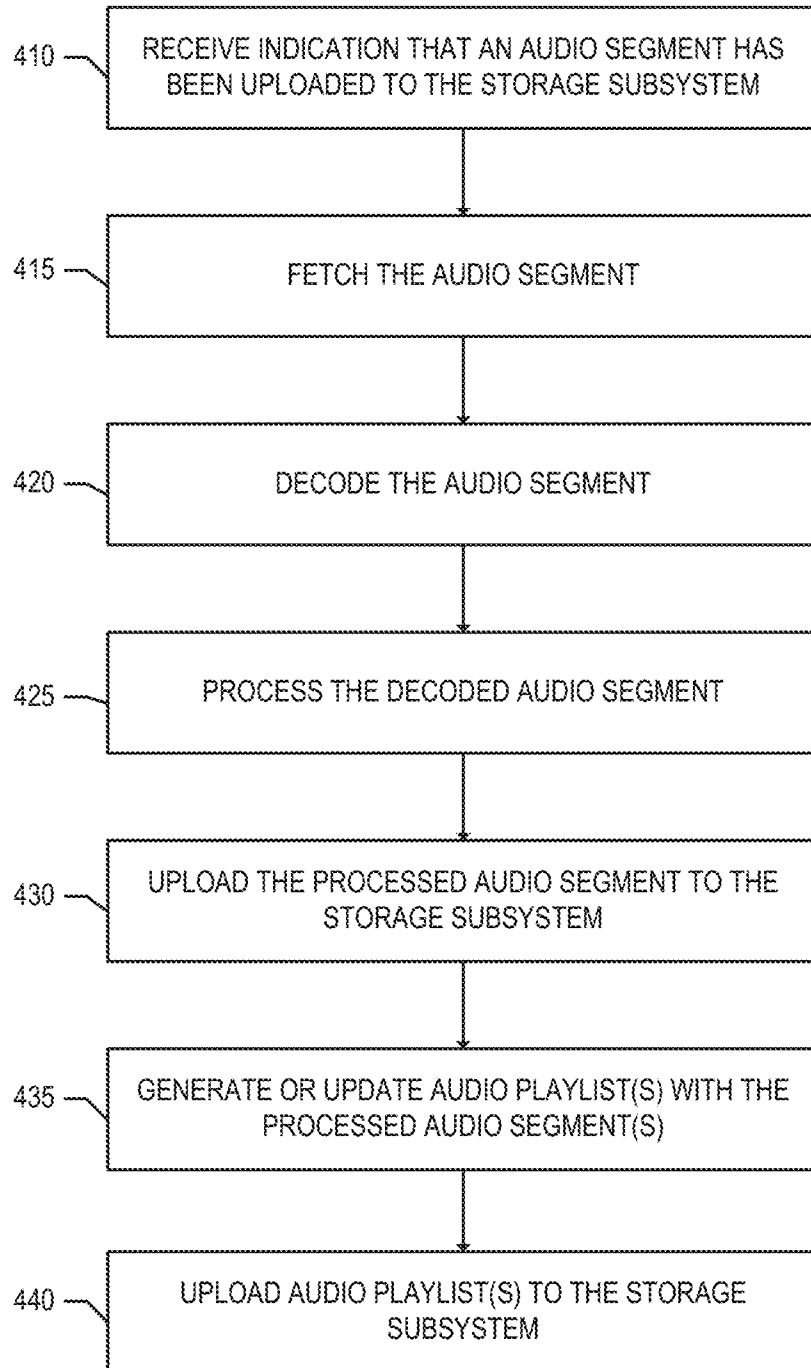 410
RECEIVE INDICATION THAT AN AUDIO SEGMENT HAS
BEEN UPLOADED TO THE STORAGE SUBSYSTEM
415
FETCH THE AUDIO SEGMENT
420
DECODE THE AUDIO SEGMENT
425
PROCESS THE DECODED AUDIO SEGMENT
430
UPLOAD THE PROCESSED AUDIO SEGMENT TO THE
STORAGE SUBSYSTEM
435
GENERATE OR UPDATE AUDIO PLAYLIST(S) WITH THE
PROCESSED AUDIO SEGMENT(S)
440
UPLOAD AUDIO PLAYLIST(S) TO THE STORAGE
SUBSYSTEM